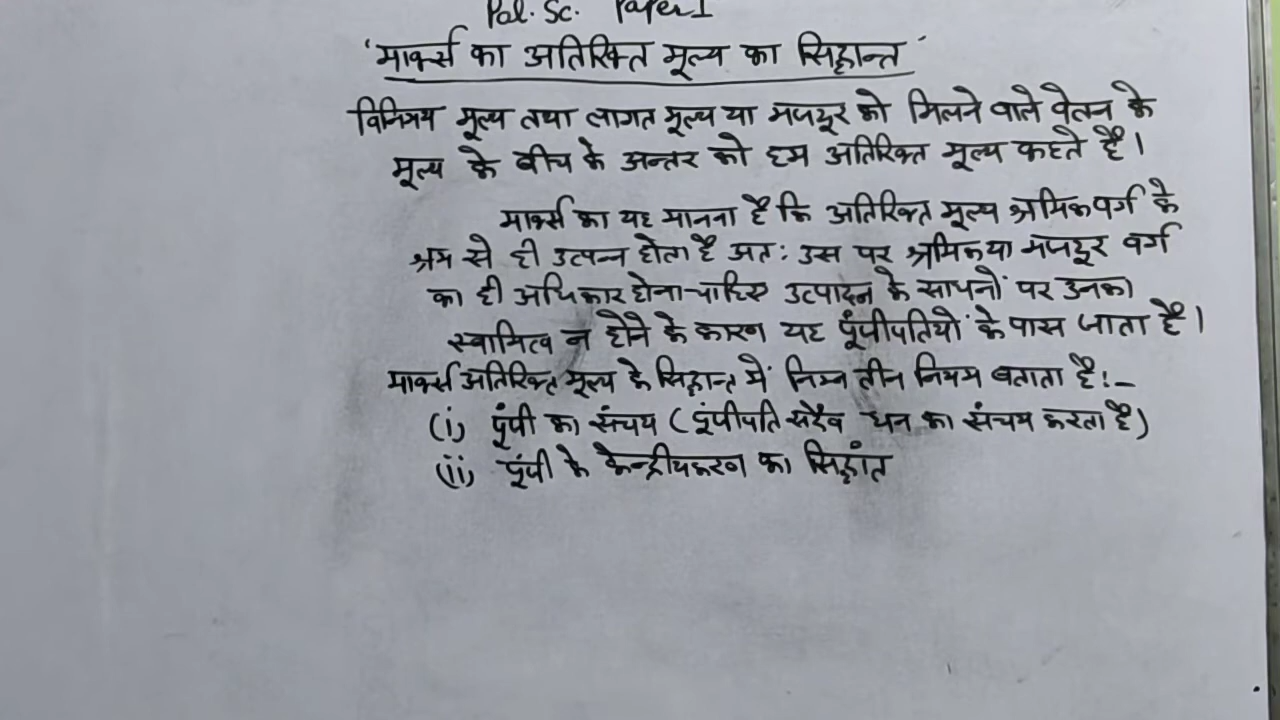 Pol. Sc. Paper I
'मार्क्स का अतिरिक्त मूल्य का सिद्धान्त'
विनिमय मूल्य तथा लागत मूल्य या मजदूर को मिलने वाले वेतन के
मूल्य के बीच के अन्तर को हम अतिरिक्त मूल्य कहते है।
मार्क्स का यह मानना है कि अतिरिक्त मूल्य श्रमिक वर्ग के
श्रम से ही उत्पन्न होता है अत: उस पर श्रमिक या मजदूर वर्ग
का ही अधिकार होना चाहिए उत्पादन के साधनों पर उनका
स्वामित्व न होने के कारण यह पूंजीपतियों के पास जाता है।
मार्क्स अतिरिक्त मूल्य के सिद्धान्त में निम्न तीन नियम बताता है:-
(i) पूंजी का संचय (पूंजीपति सदैव धन का संचय करता है)
(ii) पूंजी के केन्द्रीयकरण का सिद्धांत